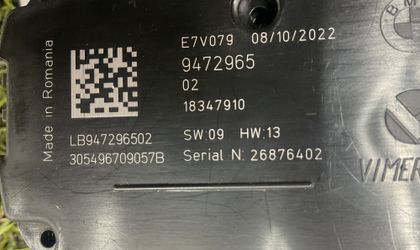 Made in Romania
E7V079 08/10/2022
9472965
02
18347910
LB947296502
305496709057B
SW:09 HW:13
Serial N: 26876402
BMW
VIMER